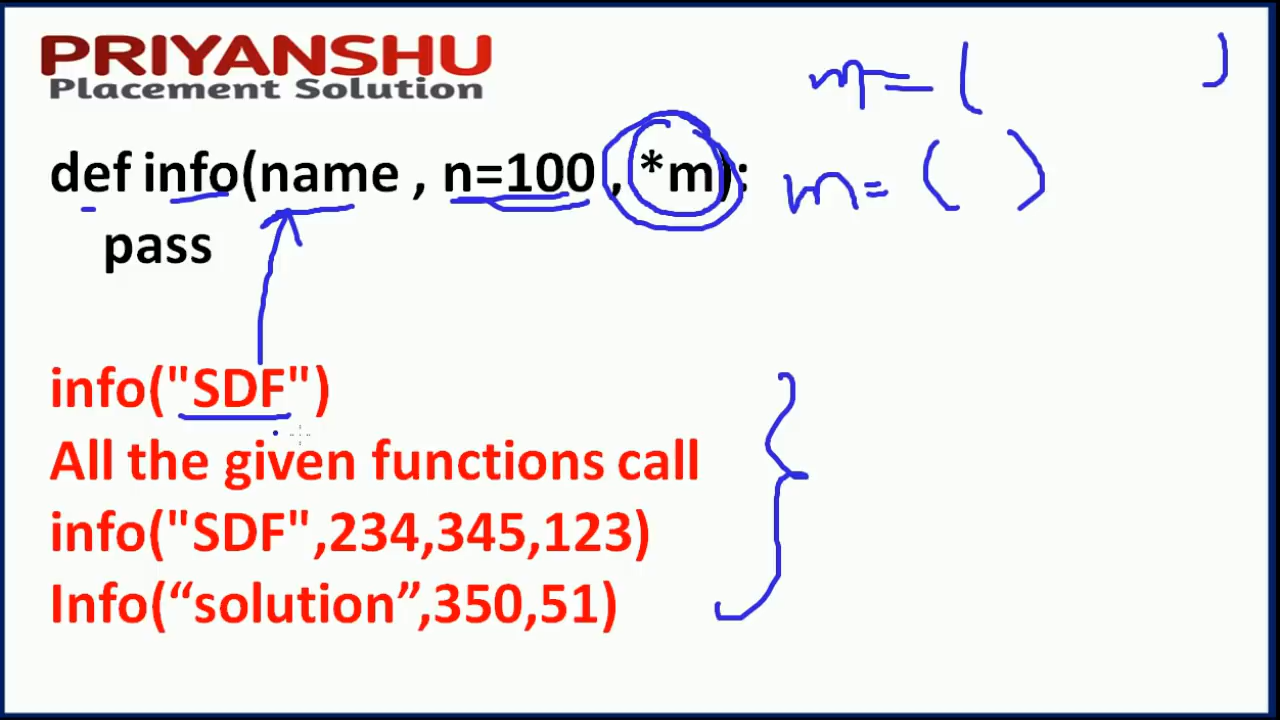 PRIYANSHU
Placement Solution
m = (
]
def info(name , n=100 , *m):
m = ( )
pass
info("SDF")
All the given functions call
info("SDF",234,345,123)
Info(“solution”,350,51)